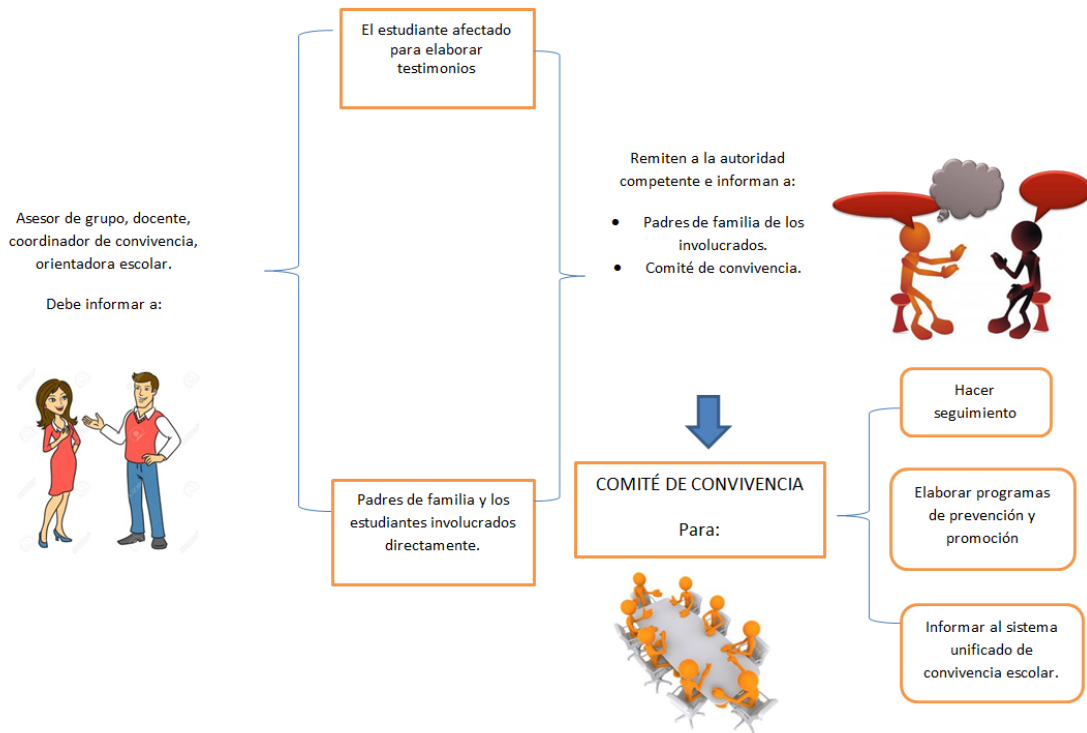 El estudiante afectado
para elaborar
testimonios
Asesor de grupo, docente,
coordinador de convivencia,
orientadora escolar.
Debe informar a:
Padres de familia y los
estudiantes involucrados
directamente.
Remiten a la autoridad
competente e informan a:
• Padres de familia de los
involucrados.
• Comité de convivencia.
COMITÉ DE CONVIVENCIA
Para:
Hacer
seguimiento
Elaborar programas
de prevención y
promoción
Informar al sistema
unificado de
convivencia escolar.